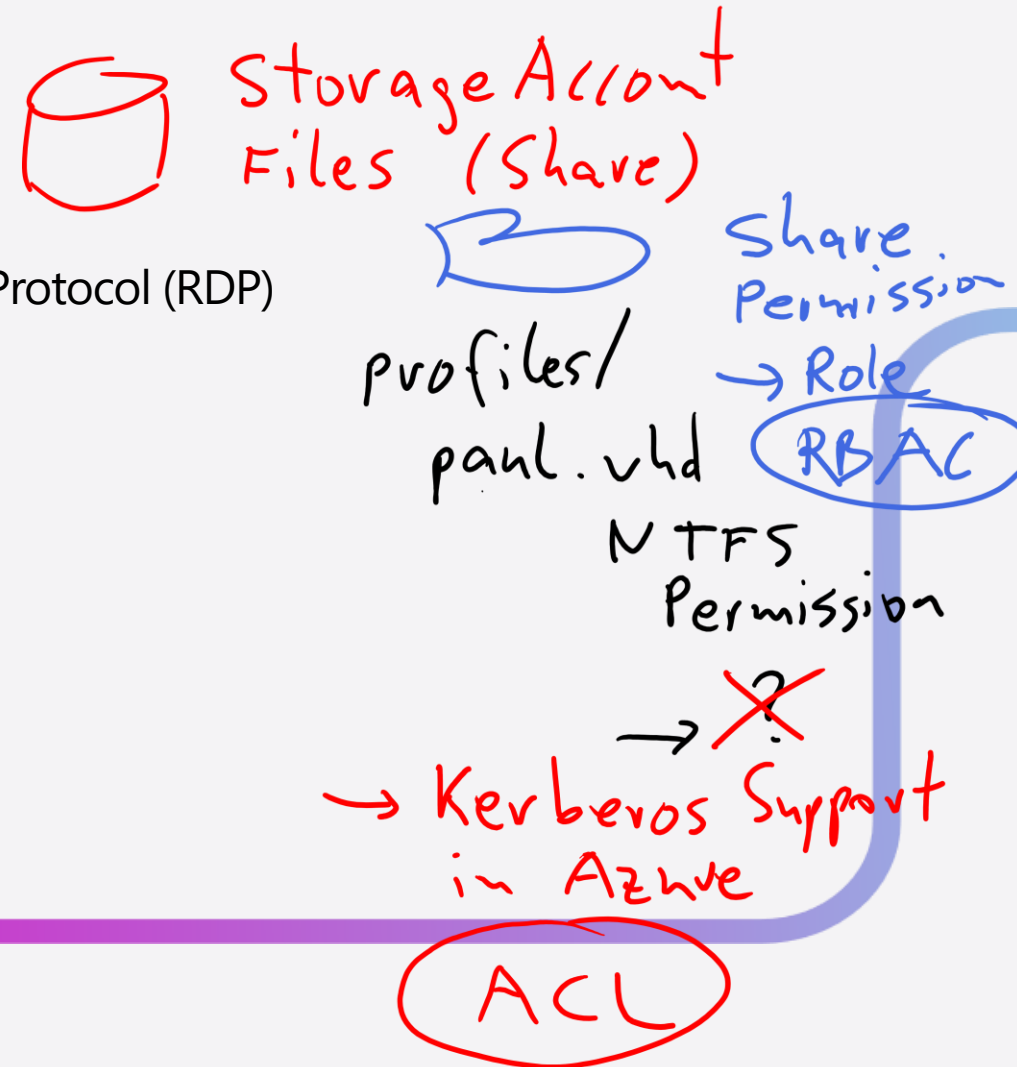 Storage Accont
Files (Share)
Protocol (RDP)
Share
Permission
→ Role
RBAC
profiles/
paul.vhd
NTFS
Permission
→ ?
→ Kerberos Support
in Azure
ACL